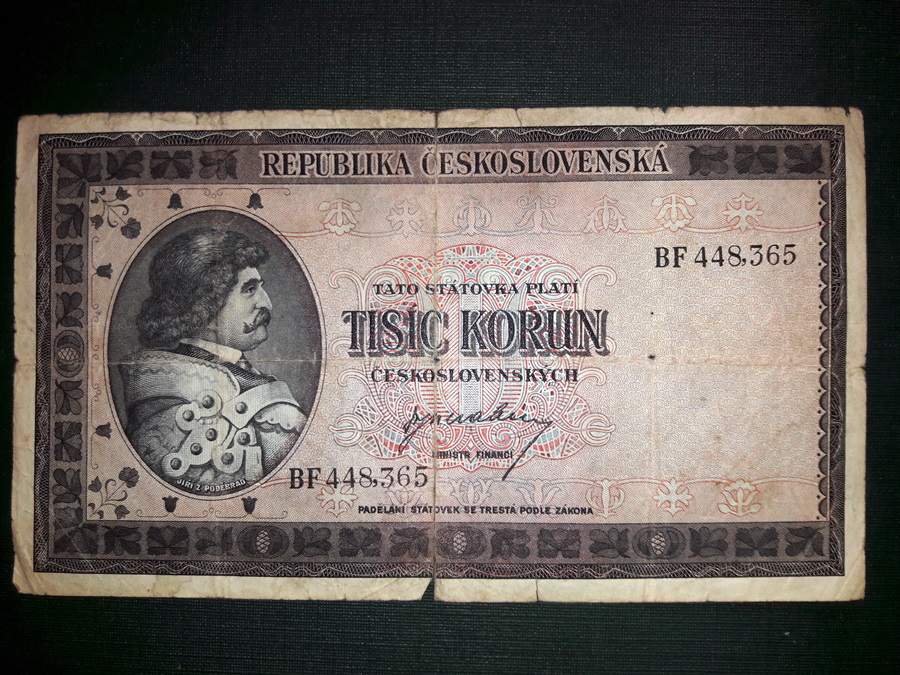 REPUBLIKA ČESKOSLOVENSKÁ
BF 448,365
TATO STÁTOVKA PLATÍ
TISÍC KORUN
ČESKOSLOVENSKÝCH
MINISTR FINANCÍ
JIŘÍ Z PODĚBRAD
BF 448,365
PADĚLÁNÍ STÁTOVEK SE TRESTÁ PODLE ZÁKONA